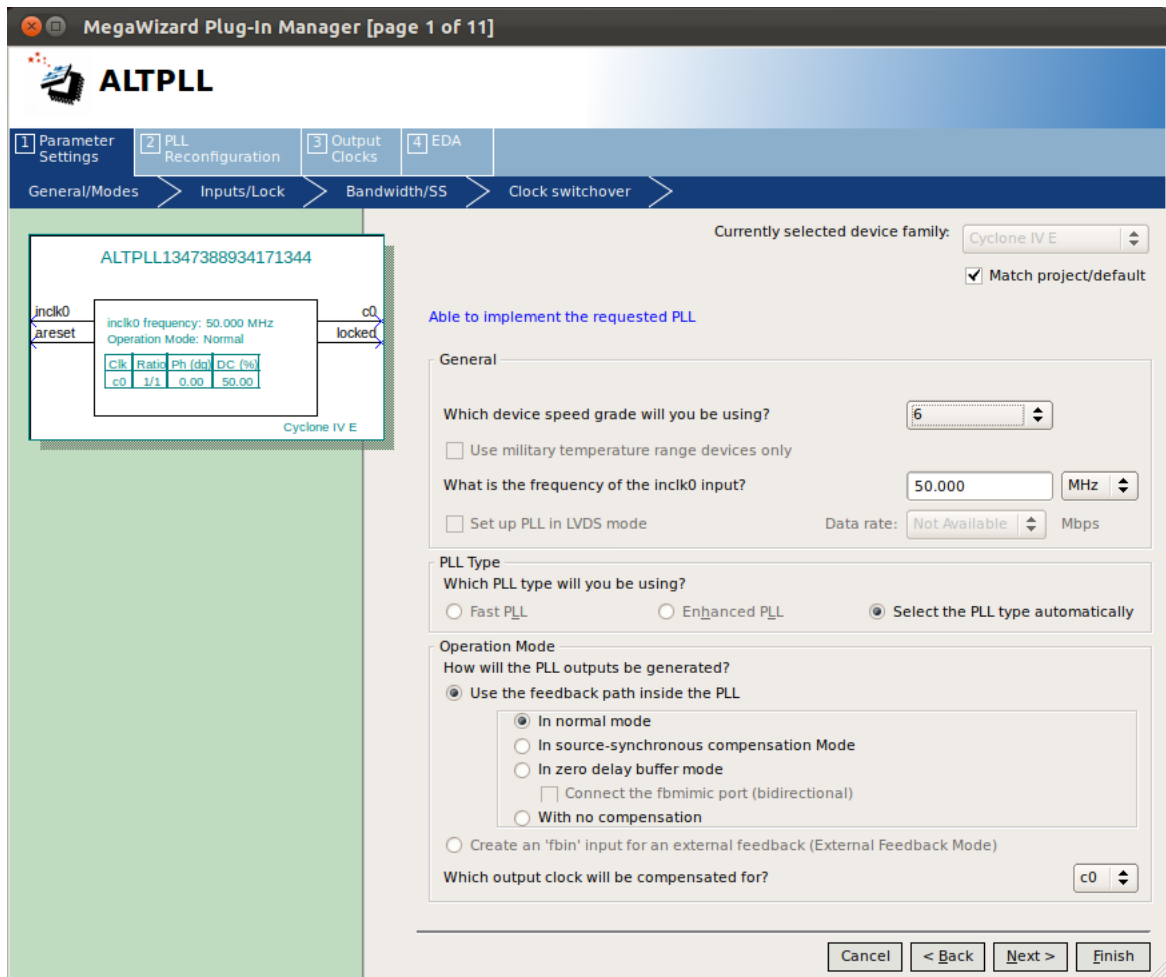 MegaWizard Plug-In Manager [page 1 of 11]
ALTPLL
1 Parameter Settings
2 PLL Reconfiguration
3 Output Clocks
4 EDA
General/Modes
Inputs/Lock
Bandwidth/SS
Clock switchover
ALTPLL1347388934171344
inclk0
areset
c0
locked
inclk0 frequency: 50.000 MHz
Operation Mode: Normal
Clk Ratio Ph (dg) DC (%)
c0 1/1 0.00 50.00
Cyclone IV E
Currently selected device family: Cyclone IV E
Match project/default
Able to implement the requested PLL
General
Which device speed grade will you be using? 6
Use military temperature range devices only
What is the frequency of the inclk0 input? 50.000 MHz
Set up PLL in LVDS mode Data rate: Not Available Mbps
PLL Type
Which PLL type will you be using?
Fast PLL Enhanced PLL Select the PLL type automatically
Operation Mode
How will the PLL outputs be generated?
Use the feedback path inside the PLL
In normal mode
In source-synchronous compensation Mode
In zero delay buffer mode
Connect the fbmimic port (bidirectional)
With no compensation
Create an 'fbin' input for an external feedback (External Feedback Mode)
Which output clock will be compensated for? c0
Cancel < Back Next > Finish